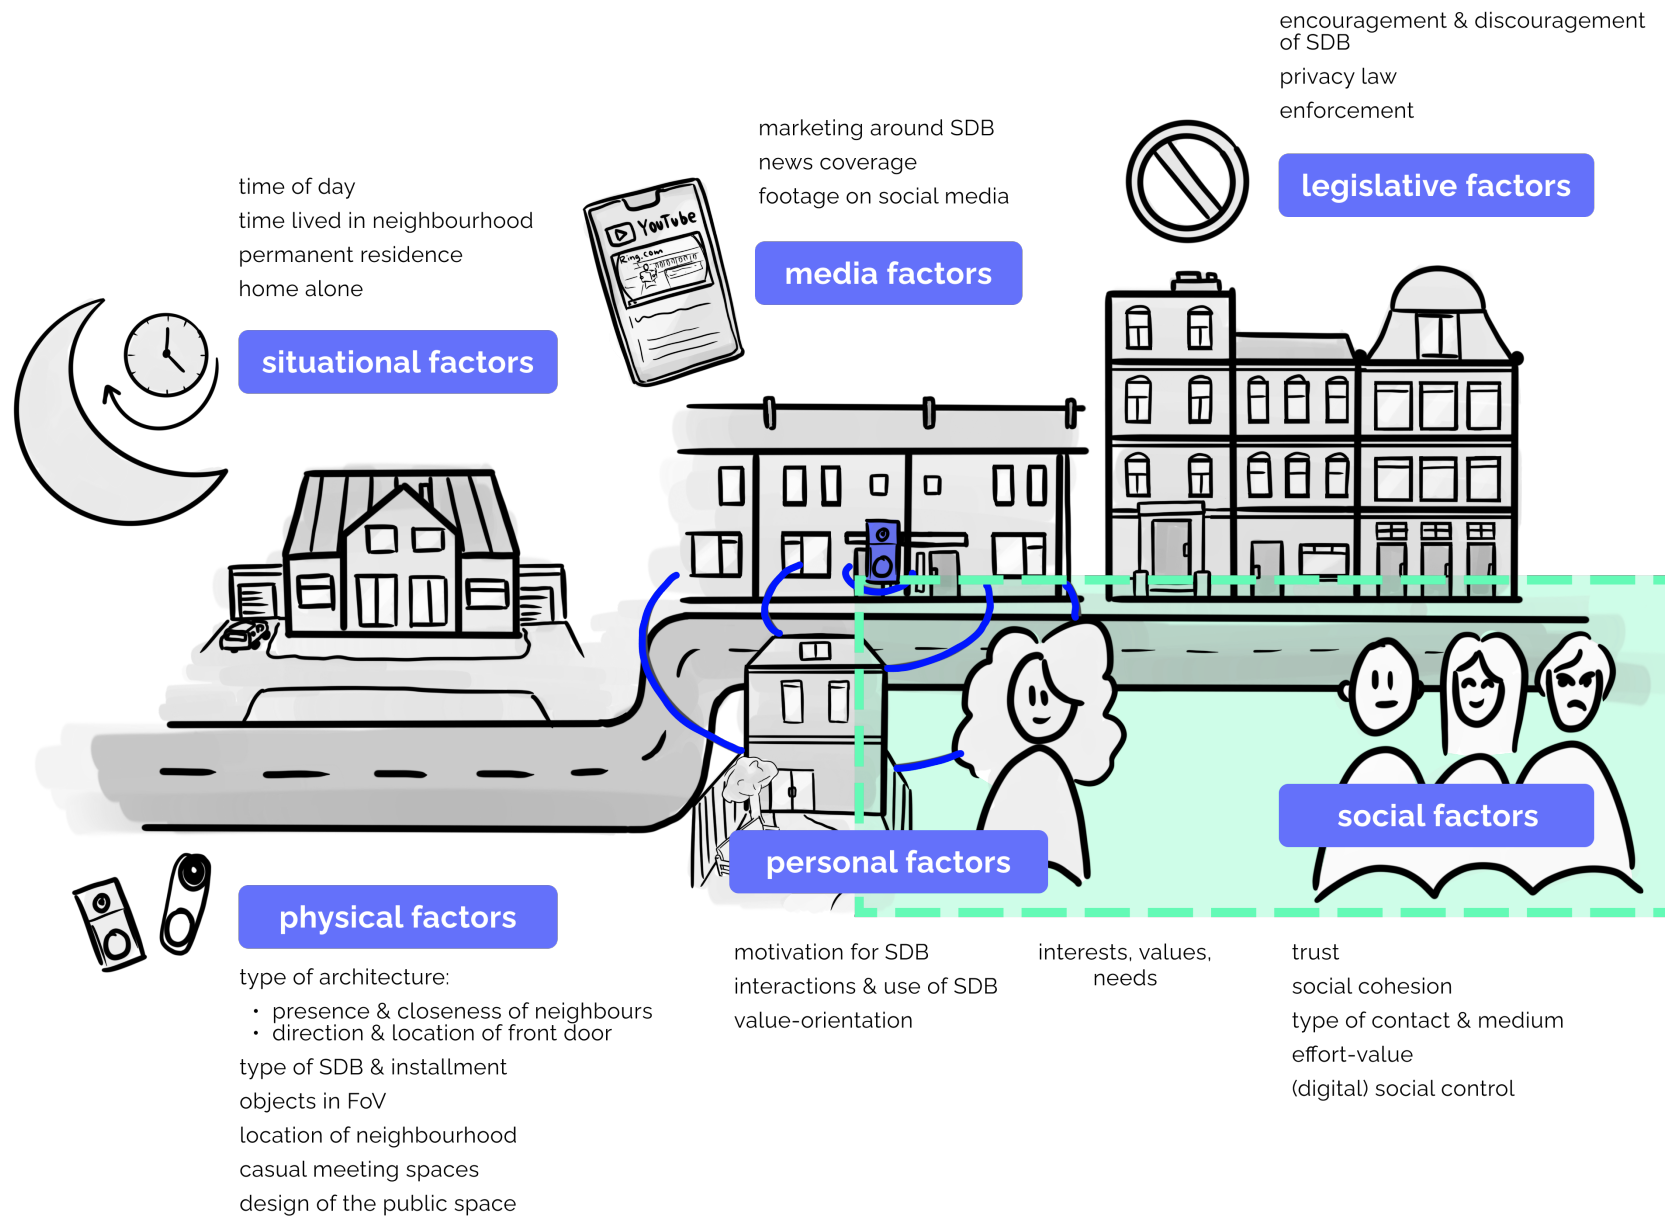 encouragement & discouragement
of SDB
privacy law
enforcement
legislative factors
marketing around SDB
news coverage
footage on social media
media factors
YouTube
Ring.com
time of day
time lived in neighbourhood
permanent residence
home alone
situational factors
physical factors
type of architecture:
• presence & closeness of neighbours
• direction & location of front door
type of SDB & installment
objects in FoV
location of neighbourhood
casual meeting spaces
design of the public space
personal factors
motivation for SDB
interactions & use of SDB
value-orientation
interests, values,
needs
social factors
trust
social cohesion
type of contact & medium
effort-value
(digital) social control